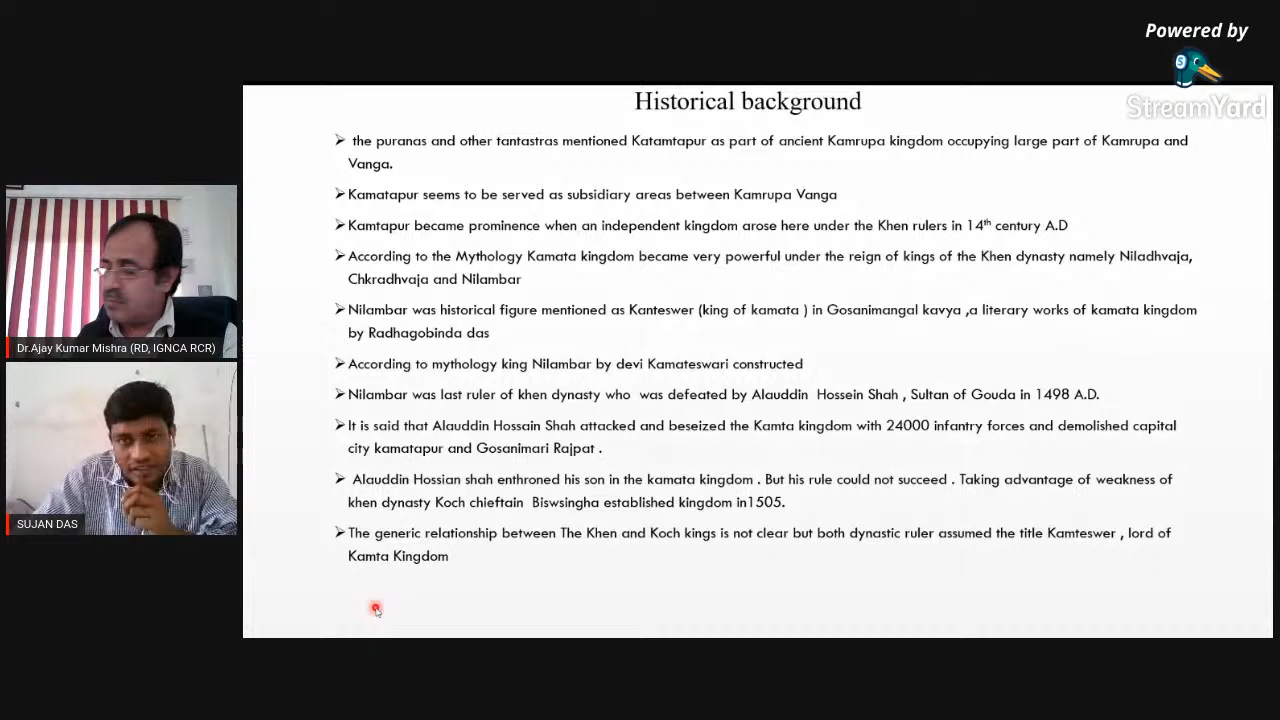 Powered by
StreamYard
Historical background
➢ the puranas and other tantastras mentioned Katamtapur as part of ancient Kamrupa kingdom occupying large part of Kamrupa and
Vanga.
➢Kamatapur seems to be served as subsidiary areas between Kamrupa Vanga
➢Kamtapur became prominence when an independent kingdom arose here under the Khen rulers in 14th century A.D
➢According to the Mythology Kamata kingdom became very powerful under the reign of kings of the Khen dynasty namely Niladhvaja,
Chkradhvaja and Nilambar
➢Nilambar was historical figure mentioned as Kanteswer (king of kamata ) in Gosanimangal kavya ,a literary works of kamata kingdom
by Radhagobinda das
➢According to mythology king Nilambar by devi Kamateswari constructed
➢Nilambar was last ruler of khen dynasty who was defeated by Alauddin Hossein Shah , Sultan of Gouda in 1498 A.D.
➢It is said that Alauddin Hossain Shah attacked and beseized the Kamta kingdom with 24000 infantry forces and demolished capital
city kamatapur and Gosanimari Rajpat .
➢ Alauddin Hossian shah enthroned his son in the kamata kingdom . But his rule could not succeed . Taking advantage of weakness of
khen dynasty Koch chieftain Biswsingha established kingdom in1505.
➢The generic relationship between The Khen and Koch kings is not clear but both dynastic ruler assumed the title Kamteswer , lord of
Kamta Kingdom
Dr.Ajay Kumar Mishra (RD, IGNCA RCR)
SUJAN DAS